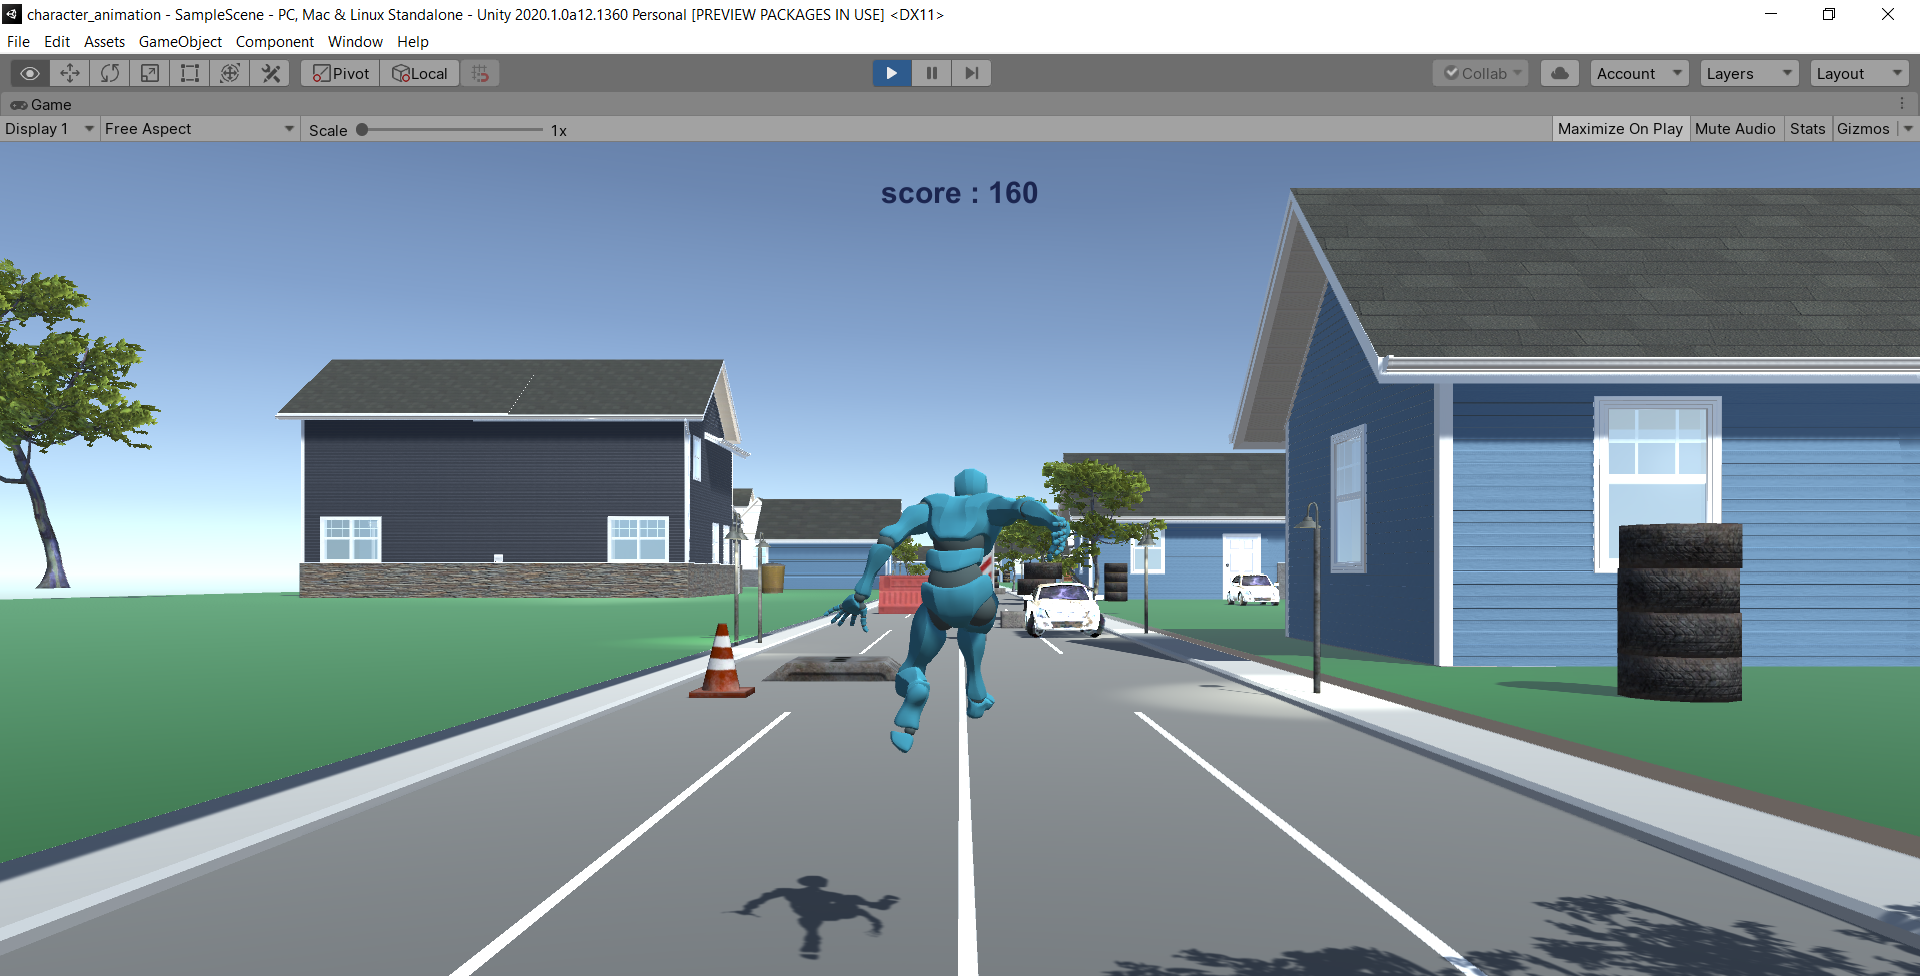 character_animation - SampleScene - PC, Mac & Linux Standalone - Unity 2020.1.0a12.1360 Personal [PREVIEW PACKAGES IN USE] <DX11>
File Edit Assets GameObject Component Window Help
Pivot Local Collab Account Layers Layout
Game
Display 1 Free Aspect Scale 1x Maximize On Play Mute Audio Stats Gizmos
score : 160